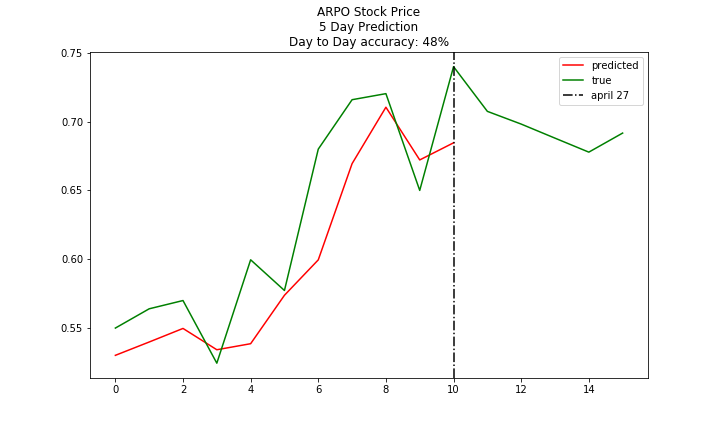 ARPO Stock Price
5 Day Prediction
Day to Day accuracy: 48%
predicted
true
april 27
0.75
0.70
0.65
0.60
0.55
0 2 4 6 8 10 12 14